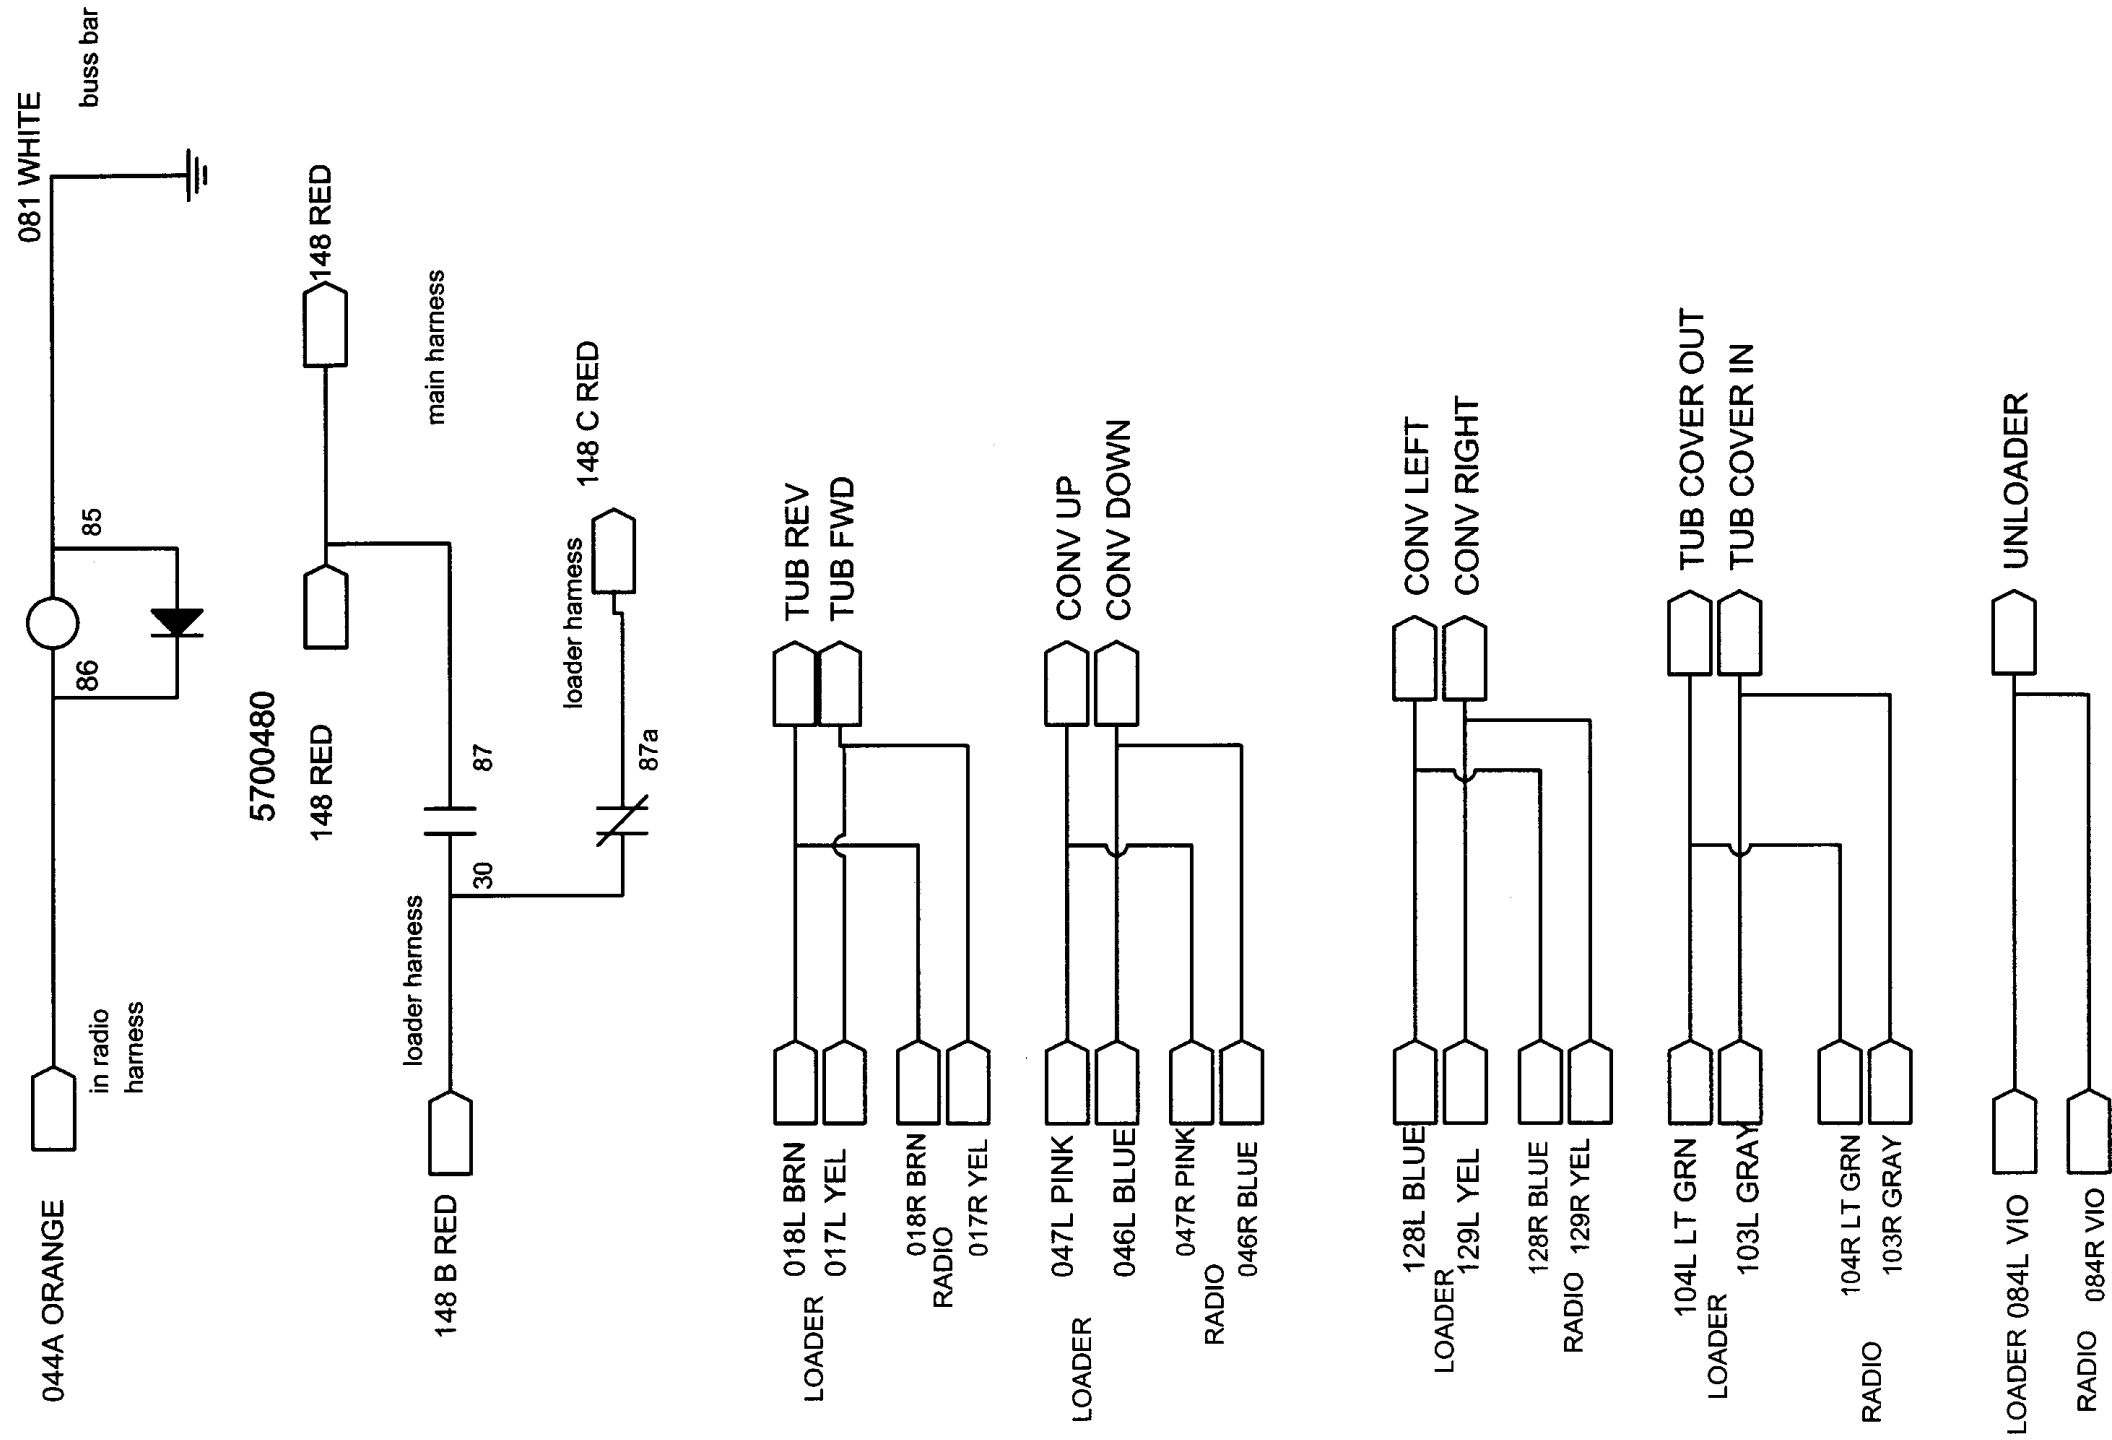 044A ORANGE
in radio
harness
86
85
081 WHITE
buss bar
5700480
148 RED
148 RED
main harness
148 B RED
loader harness
30
87
87a
loader harness
148 C RED
LOADER
018L BRN
017L YEL
TUB REV
TUB FWD
018R BRN
RADIO
017R YEL
LOADER
047L PINK
046L BLUE
CONV UP
CONV DOWN
047R PINK
RADIO
046R BLUE
128L BLUE
LOADER
129L YEL
CONV LEFT
CONV RIGHT
128R BLUE
RADIO 129R YEL
104L LT GRN
LOADER
103L GRAY
TUB COVER OUT
TUB COVER IN
104R LT GRN
RADIO
103R GRAY
LOADER 084L VIO
UNLOADER
RADIO 084R VIO